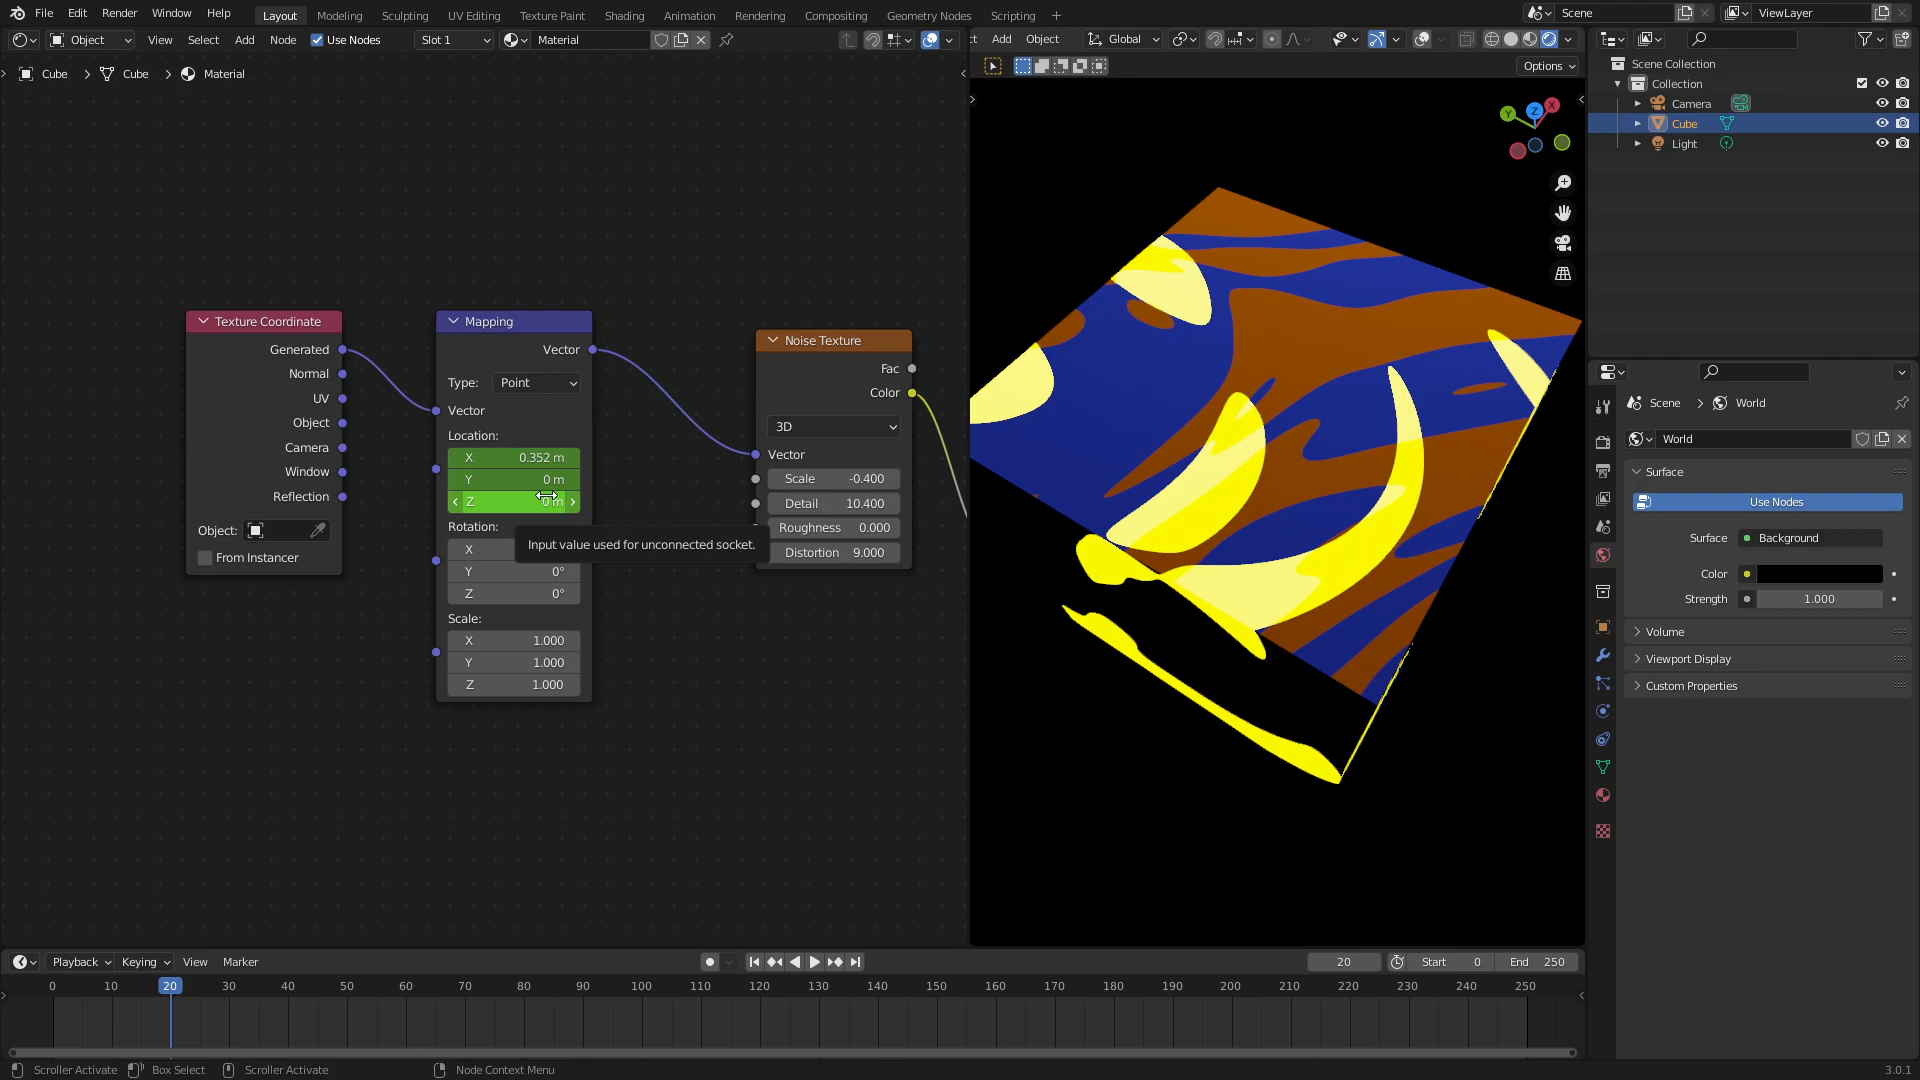 File Edit Render Window Help Layout Modeling Sculpting UV Editing Texture Paint Shading Animation Rendering Compositing Geometry Nodes Scripting + Scene ViewLayer
Object View Select Add Node Use Nodes Slot 1 Material Add Object Global
Options
Cube Cube Material
Y Z X
Scene Collection
Collection
Camera
Cube
Light
Texture Coordinate
Generated
Normal
UV
Object
Camera
Window
Reflection
Object:
From Instancer
Mapping
Vector
Type: Point
Vector
Location:
X 0.352 m
Y 0 m
Z 0 m
Rotation:
X
Y 0°
Z 0°
Scale:
X 1.000
Y 1.000
Z 1.000
Input value used for unconnected socket.
Noise Texture
Fac
Color
3D
Vector
Scale -0.400
Detail 10.400
Roughness 0.000
Distortion 9.000
Scene World
World
Surface
Use Nodes
Surface Background
Color
Strength 1.000
Volume
Viewport Display
Custom Properties
Playback Keying View Marker 20 Start 0 End 250
0 10 20 30 40 50 60 70 80 90 100 110 120 130 140 150 160 170 180 190 200 210 220 230 240 250
Scroller Activate Box Select Scroller Activate Node Context Menu 3.0.1